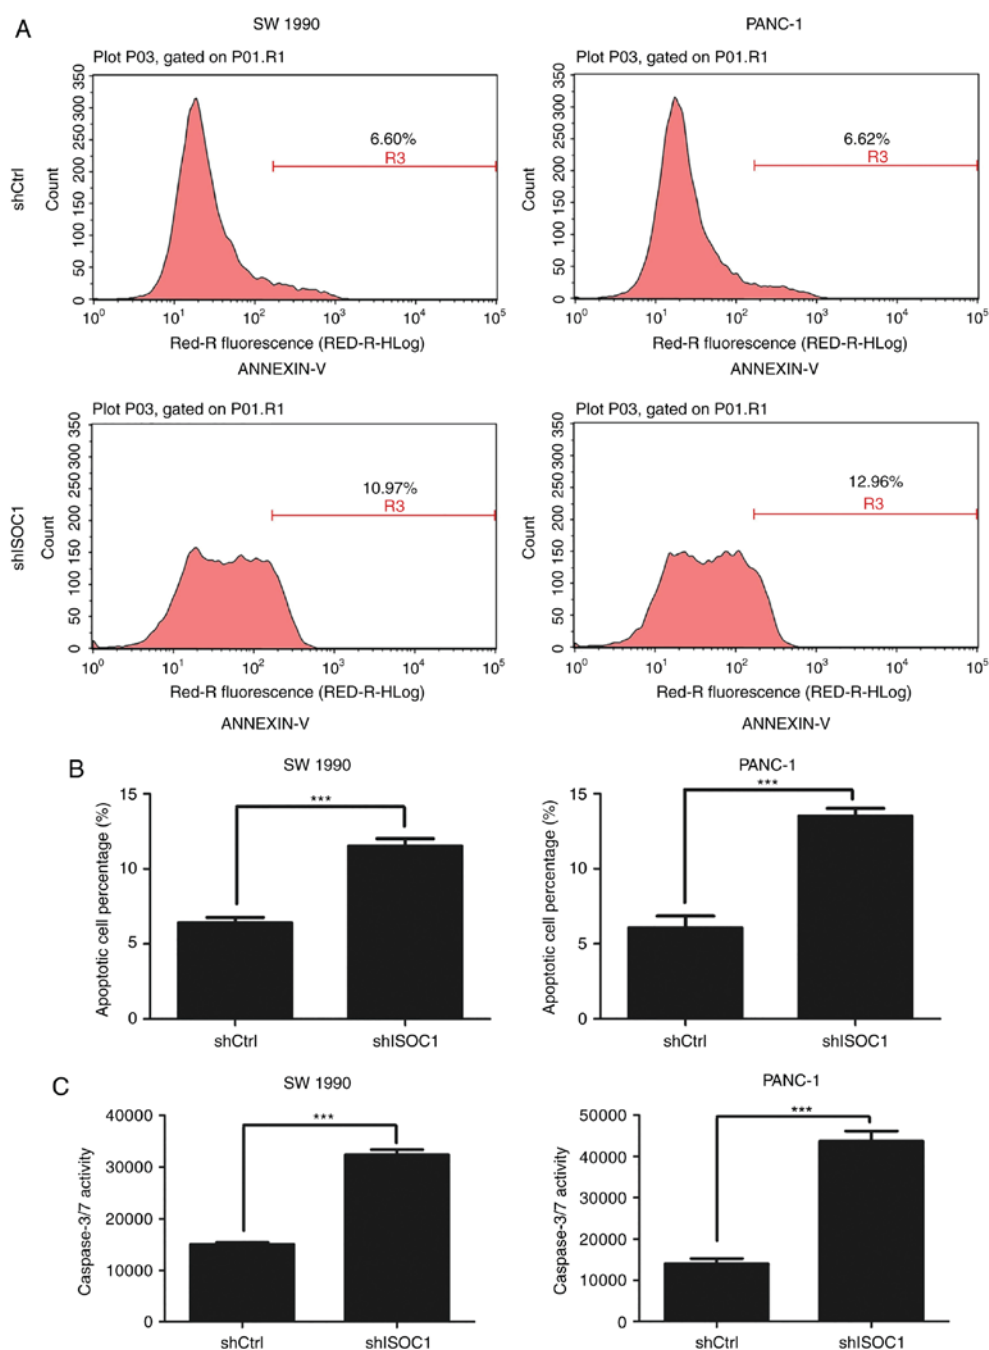 A
SW 1990
PANC-1
Plot P03, gated on P01.R1
Plot P03, gated on P01.R1
shCtrl
Count
350
300
250
200
150
100
50
0
6.60%
R3
10^0 10^1 10^2 10^3 10^4 10^5
Red-R fluorescence (RED-R-HLog)
ANNEXIN-V
Count
350
300
250
200
150
100
50
0
6.62%
R3
10^0 10^1 10^2 10^3 10^4 10^5
Red-R fluorescence (RED-R-HLog)
ANNEXIN-V
Plot P03, gated on P01.R1
Plot P03, gated on P01.R1
shISOC1
Count
350
300
250
200
150
100
50
0
10.97%
R3
10^0 10^1 10^2 10^3 10^4 10^5
Red-R fluorescence (RED-R-HLog)
ANNEXIN-V
Count
350
300
250
200
150
100
50
0
12.96%
R3
10^0 10^1 10^2 10^3 10^4 10^5
Red-R fluorescence (RED-R-HLog)
ANNEXIN-V
B
SW 1990
Apoptotic cell percentage (%)
15
10
5
0
***
shCtrl shISOC1
PANC-1
Apoptotic cell percentage (%)
15
10
5
0
***
shCtrl shISOC1
C
SW 1990
Caspase-3/7 activity
40000
30000
20000
10000
0
***
shCtrl shISOC1
PANC-1
Caspase-3/7 activity
50000
40000
30000
20000
10000
0
***
shCtrl shISOC1